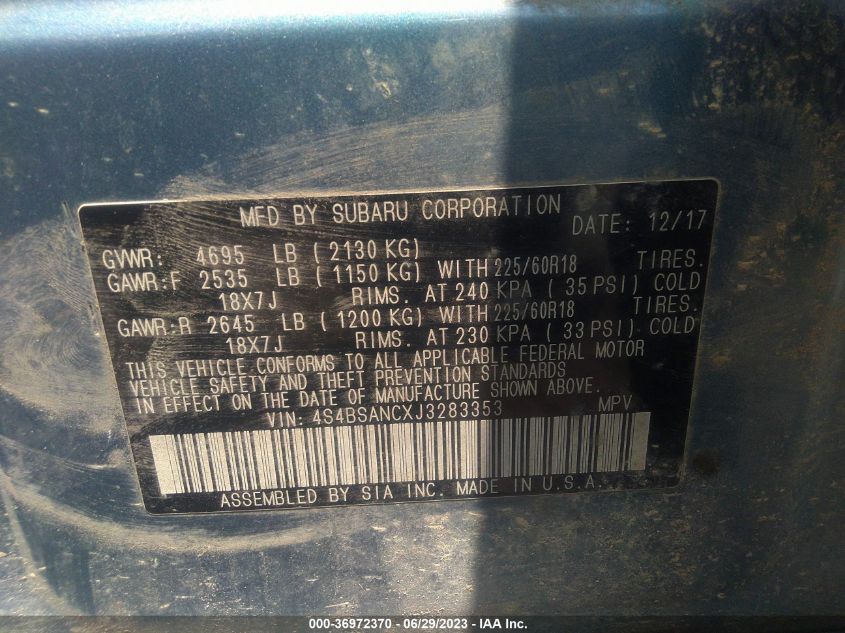 MFD BY SUBARU CORPORATION DATE: 12/17
GVWR: 4695 LB ( 2130 KG)
GAWR:F 2535 LB ( 1150 KG) WITH 225/60R18 TIRES.
18X7J RIMS. AT 240 KPA ( 35 PSI) COLD
GAWR:R 2645 LB ( 1200 KG) WITH 225/60R18 TIRES.
18X7J RIMS. AT 230 KPA ( 33 PSI) COLD
THIS VEHICLE CONFORMS TO ALL APPLICABLE FEDERAL MOTOR
VEHICLE SAFETY AND THEFT PREVENTION STANDARDS
IN EFFECT ON THE DATE OF MANUFACTURE SHOWN ABOVE.
VIN: 4S4BSANCXJ3283353 MPV
ASSEMBLED BY SIA INC. MADE IN U.S.A.
000-36972370 - 06/29/2023 - IAA Inc.